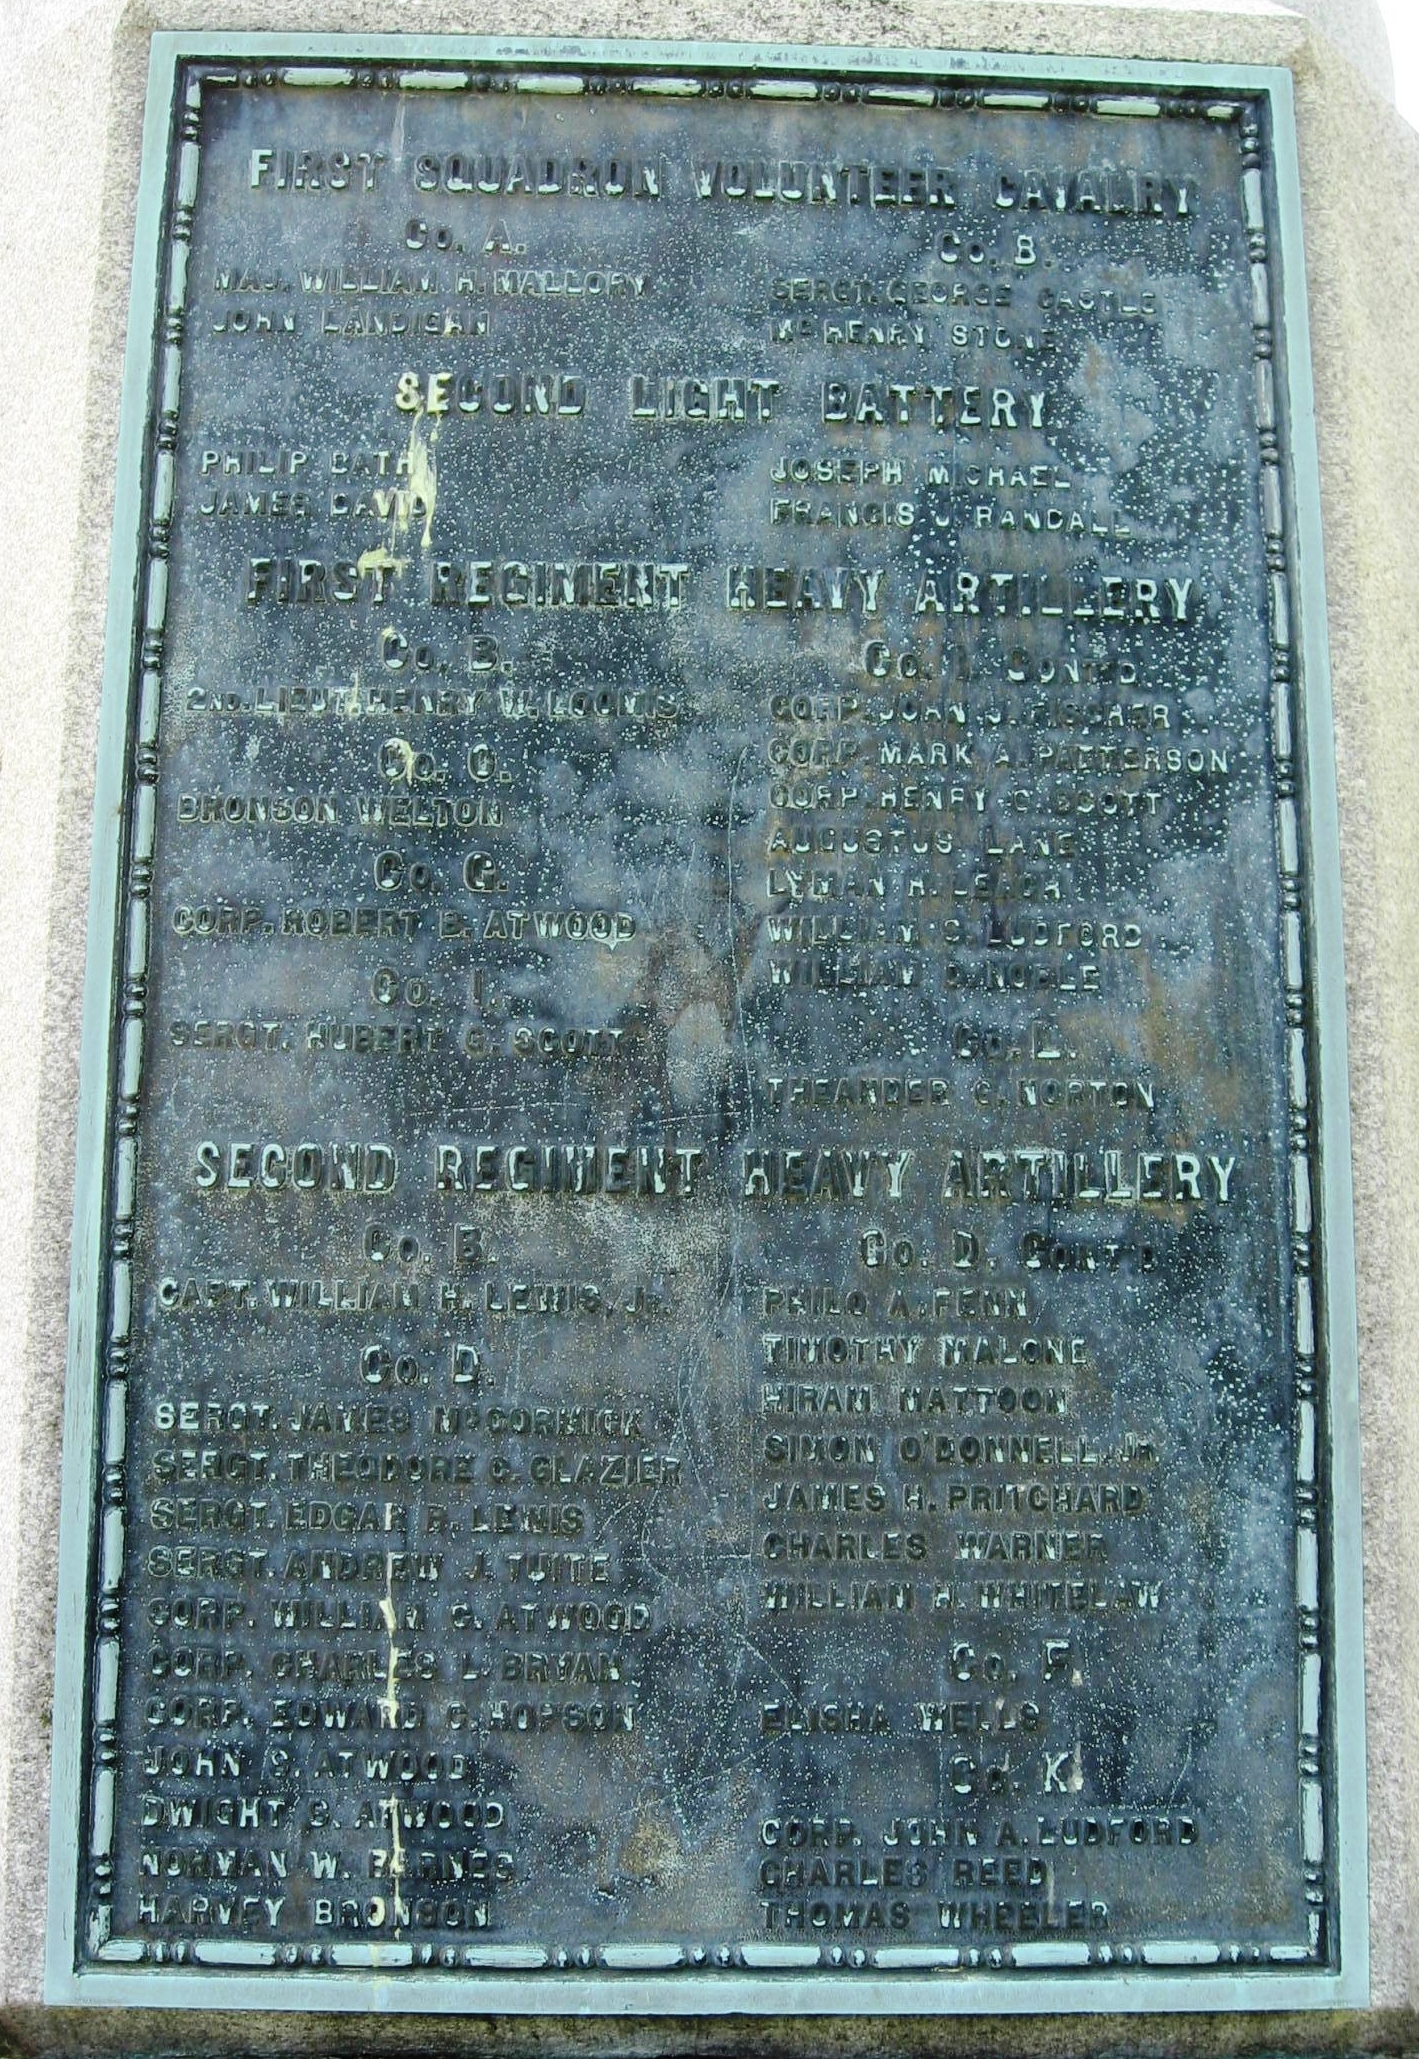 FIRST SQUADRON VOLUNTEER CAVALRY
Co. A.
MAJ. WILLIAM H. MALLORY
JOHN LANDIGAN
Co. B.
SERGT. GEORGE CASTLE
McHENRY STONE
SECOND LIGHT BATTERY
PHILIP BATH
JAMES DAVIS
JOSEPH MICHAEL
FRANCIS J. RANDALL
FIRST REGIMENT HEAVY ARTILLERY
Co. B.
2ND. LIEUT. HENRY W. LOOMIS
Co. C.
BRONSON WELTON
Co. G.
CORP. ROBERT B. ATWOOD
Co. I.
SERGT. HUBERT G. SCOTT
Co. I. CONT'D
CORP. JOHN J. FISCHER
CORP. MARK A. PATTERSON
CORP. HENRY C. SCOTT
AUGUSTUS LANE
LYMAN H. LEACH
WILLIAM C. LUDFORD
WILLIAM D. NOBLE
Co. L.
THEANDER G. NORTON
SECOND REGIMENT HEAVY ARTILLERY
Co. B.
CAPT. WILLIAM H. LEWIS, JR.
Co. D.
SERGT. JAMES McCORMICK
SERGT. THEODORE C. GLAZIER
SERGT. EDGAR R. LEWIS
SERGT. ANDREW J. TUITE
CORP. WILLIAM C. ATWOOD
CORP. CHARLES L. BRYAN
CORP. EDWARD C. HOPSON
JOHN S. ATWOOD
DWIGHT S. ATWOOD
NORMAN W. BARNES
HARVEY BRONSON
Co. D. CONT'D
PHILO A. FENN
TIMOTHY MALONE
HIRAM MATTOON
SIMON O'DONNELL, JR.
JAMES H. PRITCHARD
CHARLES WARNER
WILLIAM H. WHITELAW
Co. F.
ELISHA WELLS
Co. K.
CORP. JOHN A. LUDFORD
CHARLES REED
THOMAS WHEELER